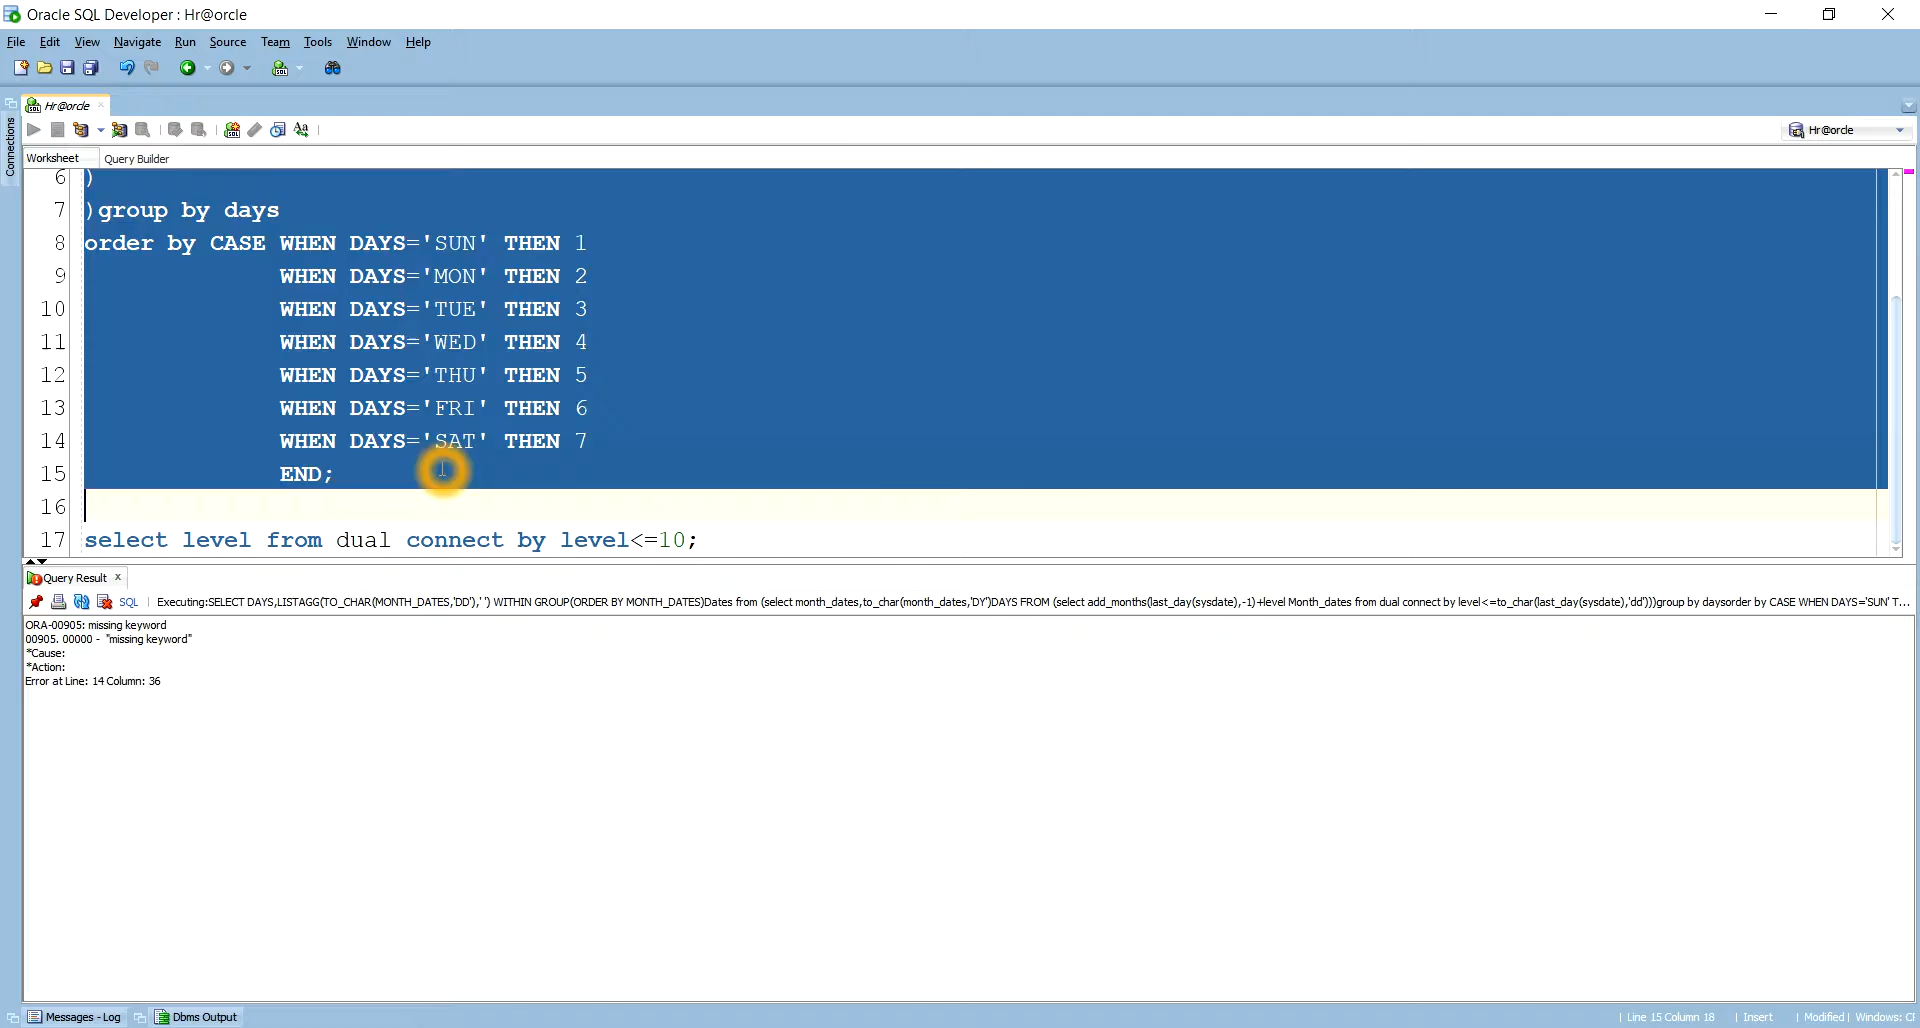 Oracle SQL Developer : Hr@orcle
File Edit View Navigate Run Source Team Tools Window Help
Hr@orcle
Connections
Hr@orcle
Worksheet Query Builder
6 )
7 )group by days
8 order by CASE WHEN DAYS='SUN' THEN 1
9 WHEN DAYS='MON' THEN 2
10 WHEN DAYS='TUE' THEN 3
11 WHEN DAYS='WED' THEN 4
12 WHEN DAYS='THU' THEN 5
13 WHEN DAYS='FRI' THEN 6
14 WHEN DAYS='SAT' THEN 7
15 END;
16
17 select level from dual connect by level<=10;
Query Result x
SQL | Executing:SELECT DAYS,LISTAGG(TO_CHAR(MONTH_DATES,'DD'),' ') WITHIN GROUP(ORDER BY MONTH_DATES)Dates from (select month_dates,to_char(month_dates,'DY')DAYS FROM (select add_months(last_day(sysdate),-1)+level Month_dates from dual connect by level<=to_char(last_day(sysdate),'dd')))group by daysorder by CASE WHEN DAYS='SUN' T...
ORA-00905: missing keyword
00905. 00000 - "missing keyword"
*Cause:
*Action:
Error at Line: 14 Column: 36
Messages - Log Dbms Output
| Line 15 Column 18 | Insert | Modified | Windows: CF